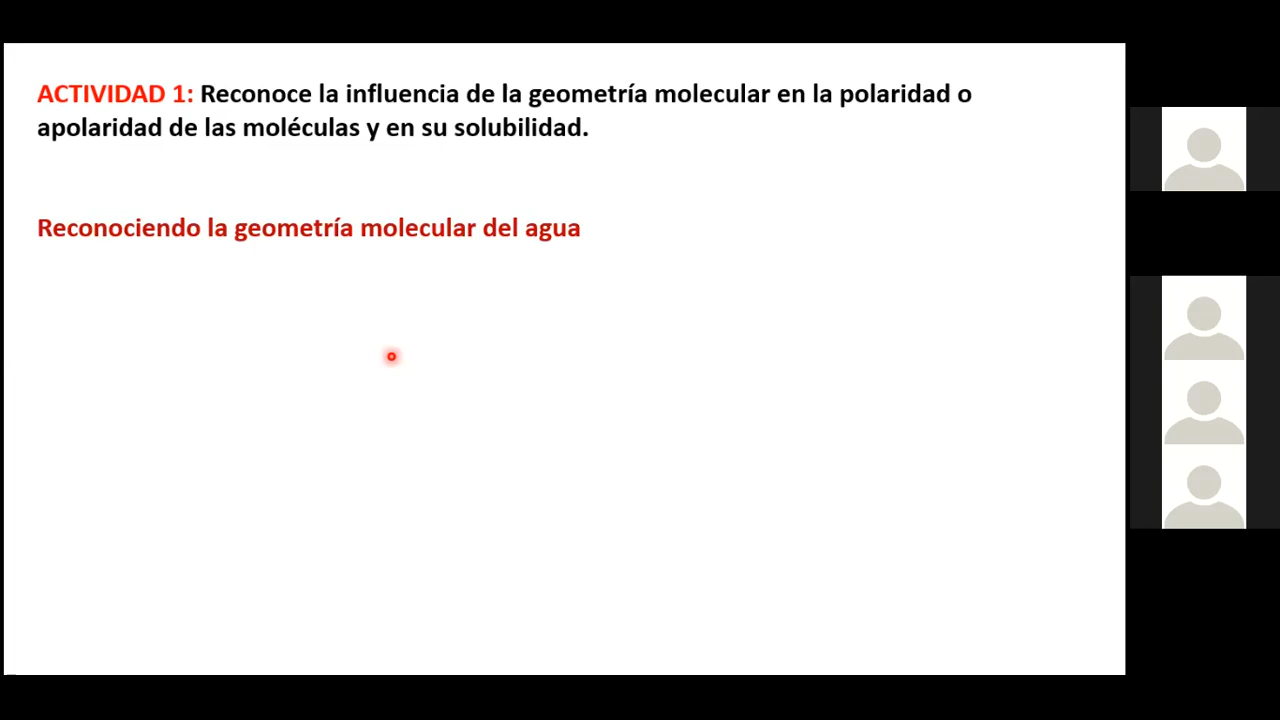 ACTIVIDAD 1: Reconoce la influencia de la geometría molecular en la polaridad o
apolaridad de las moléculas y en su solubilidad.
Reconociendo la geometría molecular del agua